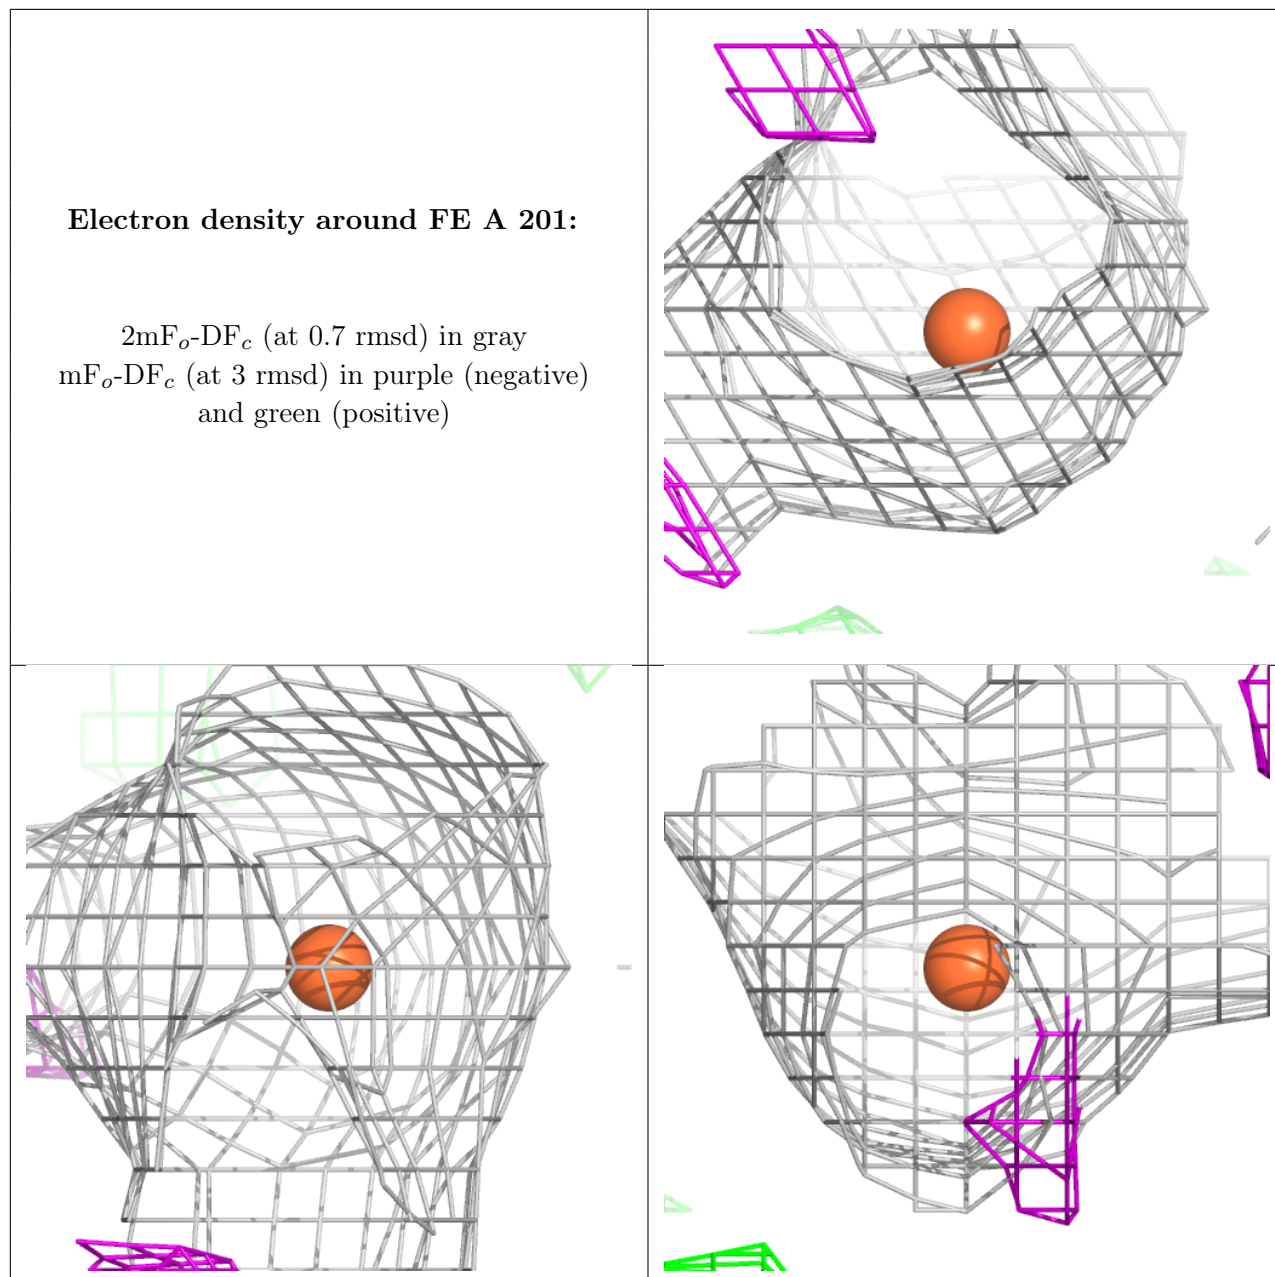 Electron density around FE A 201:
2mFₒ-DF𝒸 (at 0.7 rmsd) in gray
mFₒ-DF𝒸 (at 3 rmsd) in purple (negative)
and green (positive)